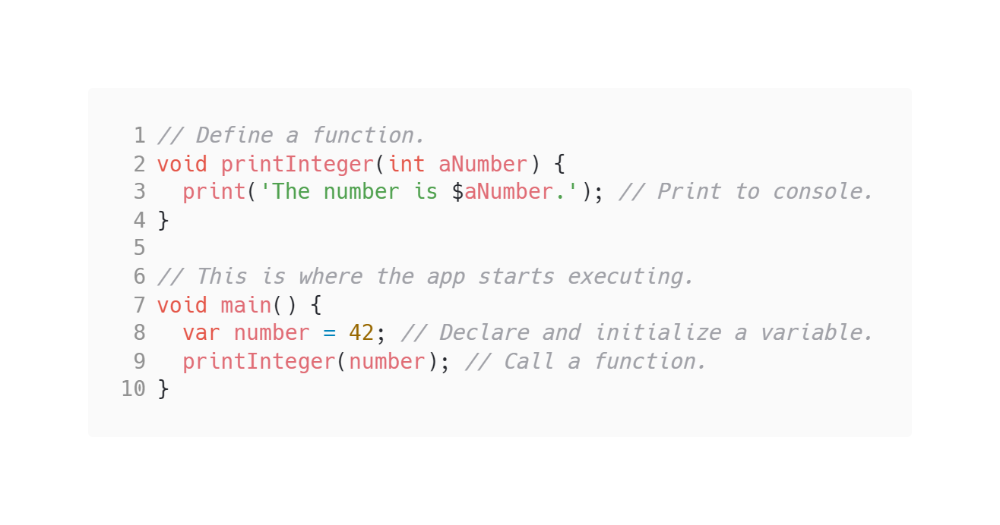 1 // Define a function.
2 void printInteger(int aNumber) {
3   print('The number is $aNumber.'); // Print to console.
4 }
5
6 // This is where the app starts executing.
7 void main() {
8   var number = 42; // Declare and initialize a variable.
9   printInteger(number); // Call a function.
10 }